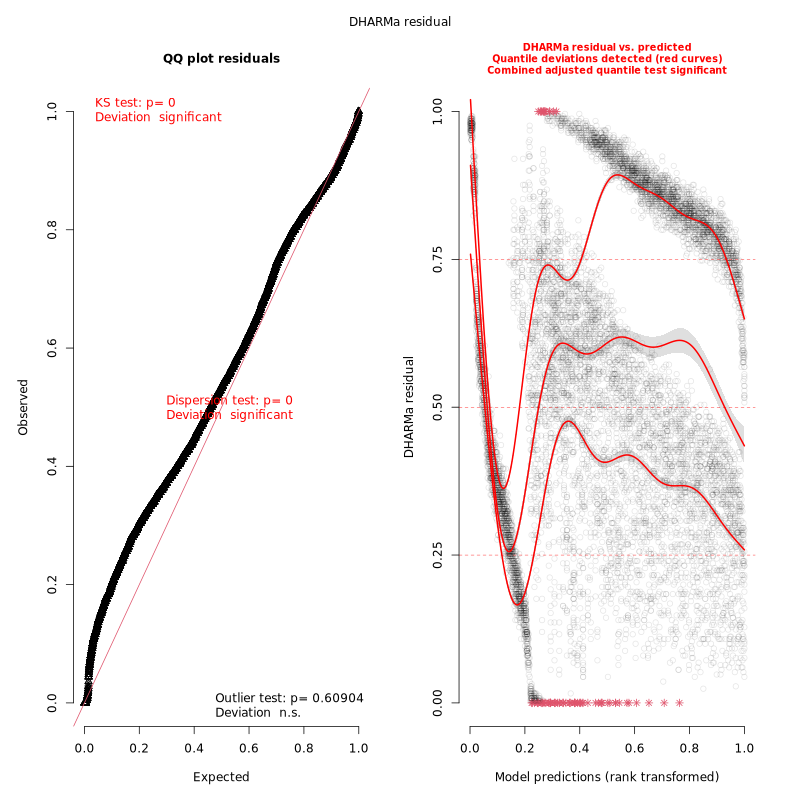 DHARMa residual
QQ plot residuals
KS test: p= 0
Deviation  significant
Dispersion test: p= 0
Deviation  significant
Outlier test: p= 0.60904
Deviation  n.s.
Observed
0.0
0.2
0.4
0.6
0.8
1.0
0.0
0.2
0.4
0.6
0.8
1.0
Expected
DHARMa residual vs. predicted
Quantile deviations detected (red curves)
Combined adjusted quantile test significant
DHARMa residual
0.00
0.25
0.50
0.75
1.00
0.0
0.2
0.4
0.6
0.8
1.0
Model predictions (rank transformed)